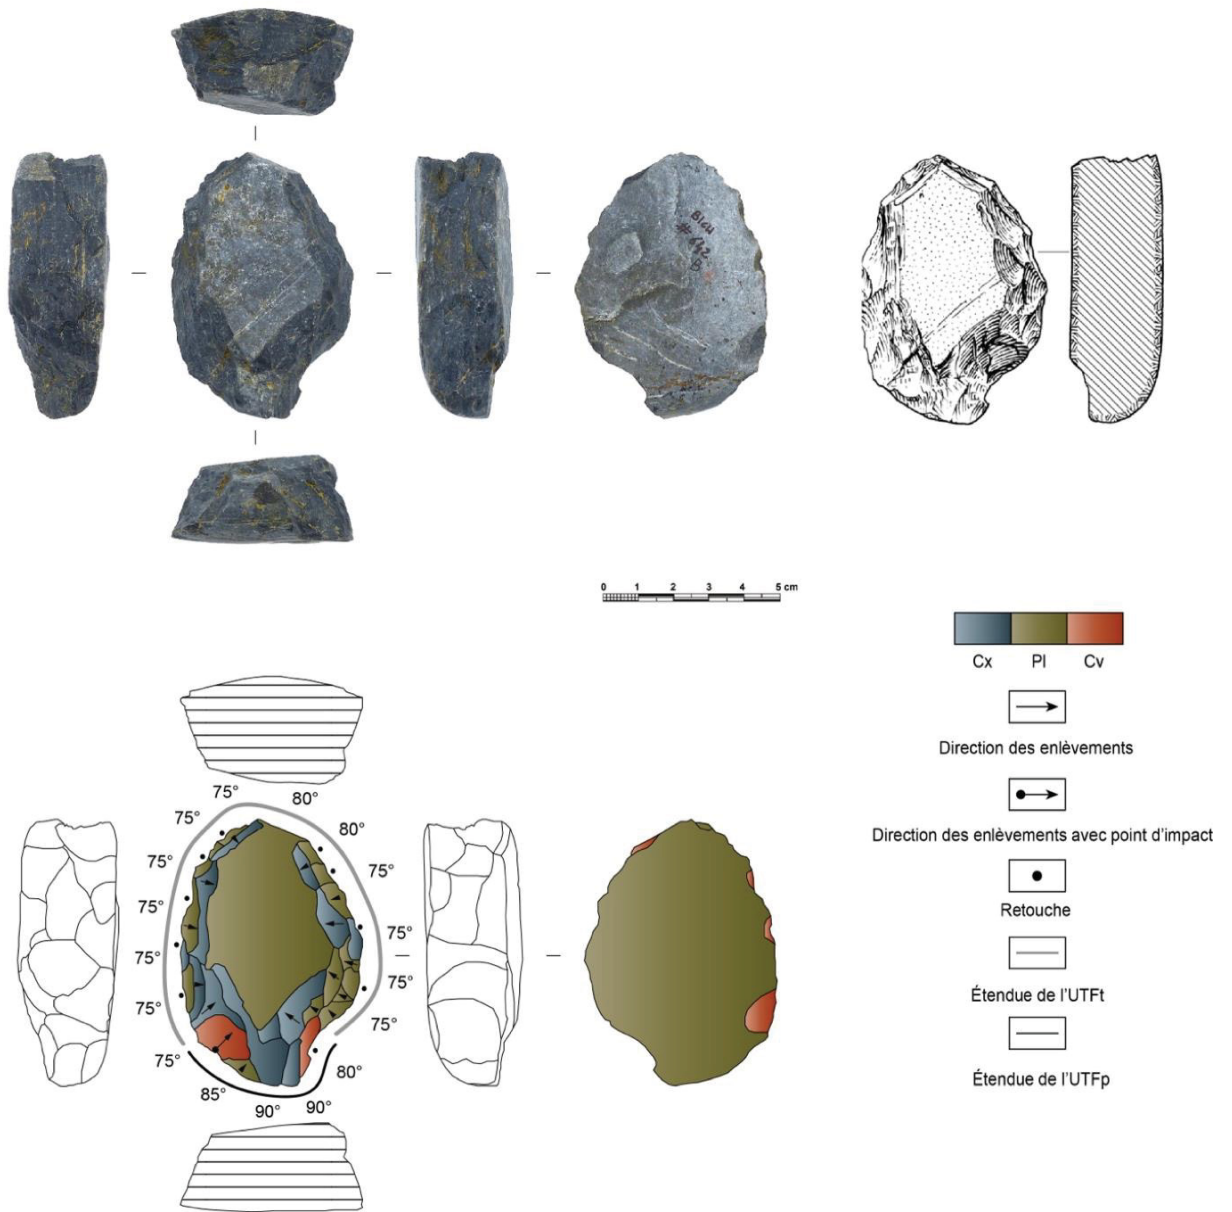 Bleu
0 1 2 3 4 5 cm
Cx Pl Cv
Direction des enlèvements
Direction des enlèvements avec point d'impact
Retouche
Étendue de l'UTFt
Étendue de l'UTFp
75° 80°
75° 80°
75° 75°
75° 75°
75° 75°
75° 75°
75° 80°
85° 90° 90°